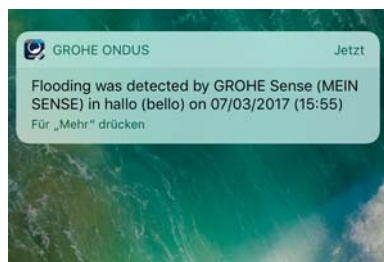 GROHE ONDUS Jetzt
Flooding was detected by GROHE Sense (MEIN
SENSE) in hallo (bello) on 07/03/2017 (15:55)
Für „Mehr“ drücken